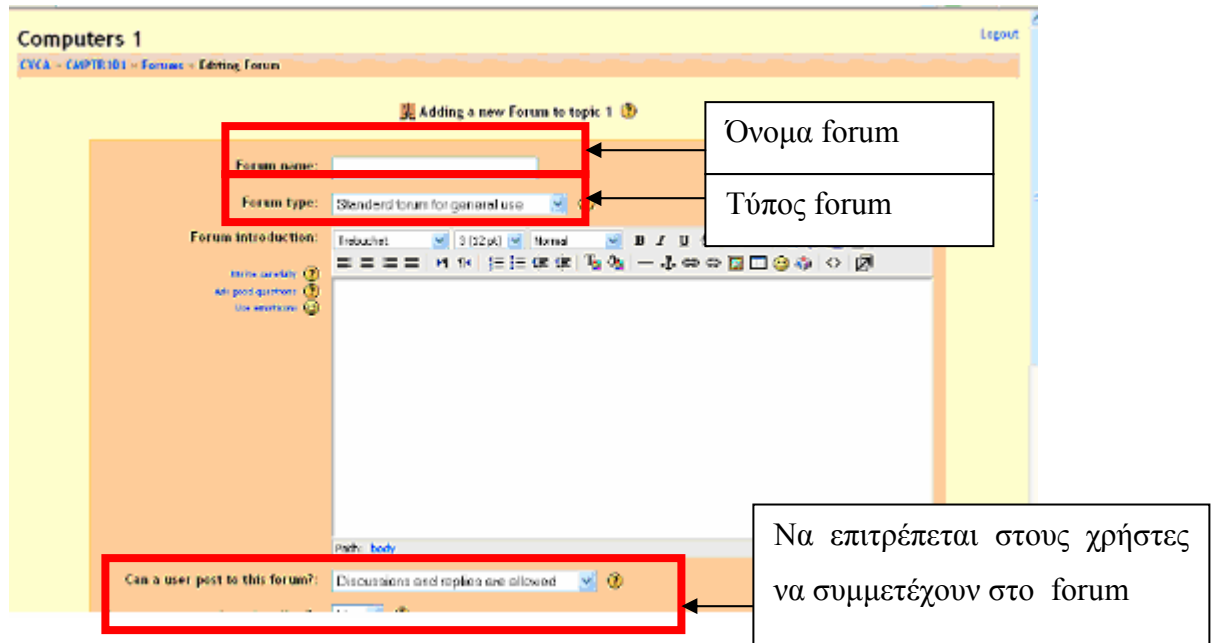 Computers 1
Logout
CYCA » CMPTR101 » Forums » Editing Forum
Adding a new Forum to topic 1
Όνομα forum
Forum name:
Τύπος forum
Forum type: Standard forum for general use
Forum introduction: Trebuchet 3 (12 pt) Normal B I U
Write carefully
Ask good questions
Use emoticons
Path: body
Να επιτρέπεται στους χρήστες
να συμμετέχουν στο forum
Can a user post to this forum?: Discussions and replies are allowed